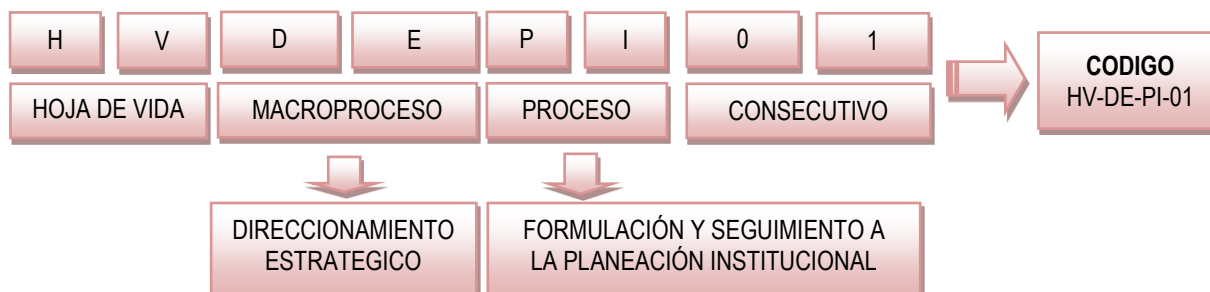 H V D E P I 0 1
HOJA DE VIDA MACROPROCESO PROCESO CONSECUTIVO
CODIGO
HV-DE-PI-01
DIRECCIONAMIENTO
ESTRATEGICO
FORMULACIÓN Y SEGUIMIENTO A
LA PLANEACIÓN INSTITUCIONAL